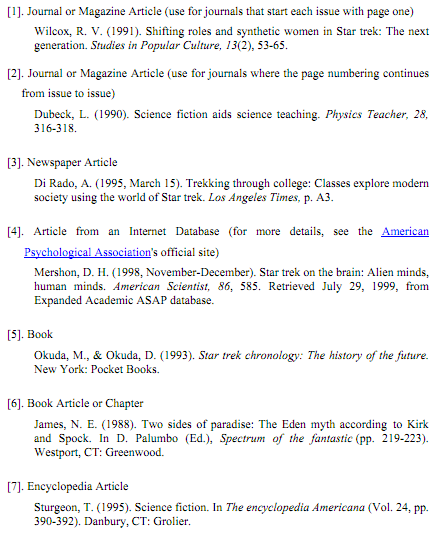 [1]. Journal or Magazine Article (use for journals that start each issue with page one)
Wilcox, R. V. (1991). Shifting roles and synthetic women in Star trek: The next
generation. Studies in Popular Culture, 13(2), 53-65.
[2]. Journal or Magazine Article (use for journals where the page numbering continues
from issue to issue)
Dubeck, L. (1990). Science fiction aids science teaching. Physics Teacher, 28,
316-318.
[3]. Newspaper Article
Di Rado, A. (1995, March 15). Trekking through college: Classes explore modern
society using the world of Star trek. Los Angeles Times, p. A3.
[4]. Article from an Internet Database (for more details, see the American
Psychological Association's official site)
Mershon, D. H. (1998, November-December). Star trek on the brain: Alien minds,
human minds. American Scientist, 86, 585. Retrieved July 29, 1999, from
Expanded Academic ASAP database.
[5]. Book
Okuda, M., & Okuda, D. (1993). Star trek chronology: The history of the future.
New York: Pocket Books.
[6]. Book Article or Chapter
James, N. E. (1988). Two sides of paradise: The Eden myth according to Kirk
and Spock. In D. Palumbo (Ed.), Spectrum of the fantastic (pp. 219-223).
Westport, CT: Greenwood.
[7]. Encyclopedia Article
Sturgeon, T. (1995). Science fiction. In The encyclopedia Americana (Vol. 24, pp.
390-392). Danbury, CT: Grolier.